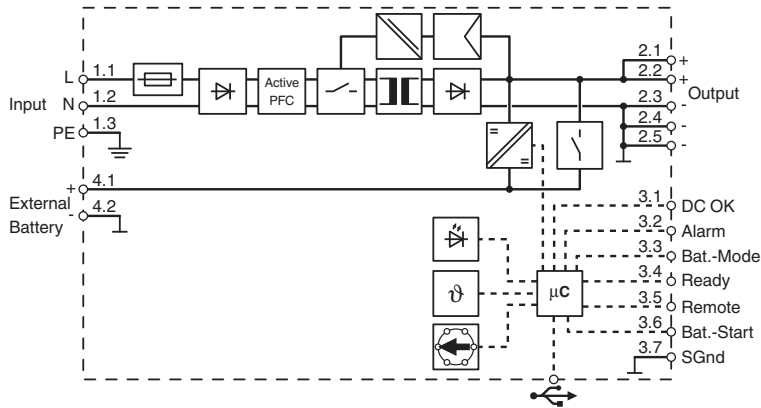 L 1.1
Input N 1.2
PE 1.3
Active
PFC
2.1 +
2.2 +
2.3 - Output
2.4 -
2.5 -
=
=
+ 4.1
External
Battery
- 4.2
3.1 DC OK
3.2 Alarm
3.3 Bat.-Mode
3.4 Ready
3.5 Remote
3.6 Bat.-Start
3.7 SGnd
ϑ
µC